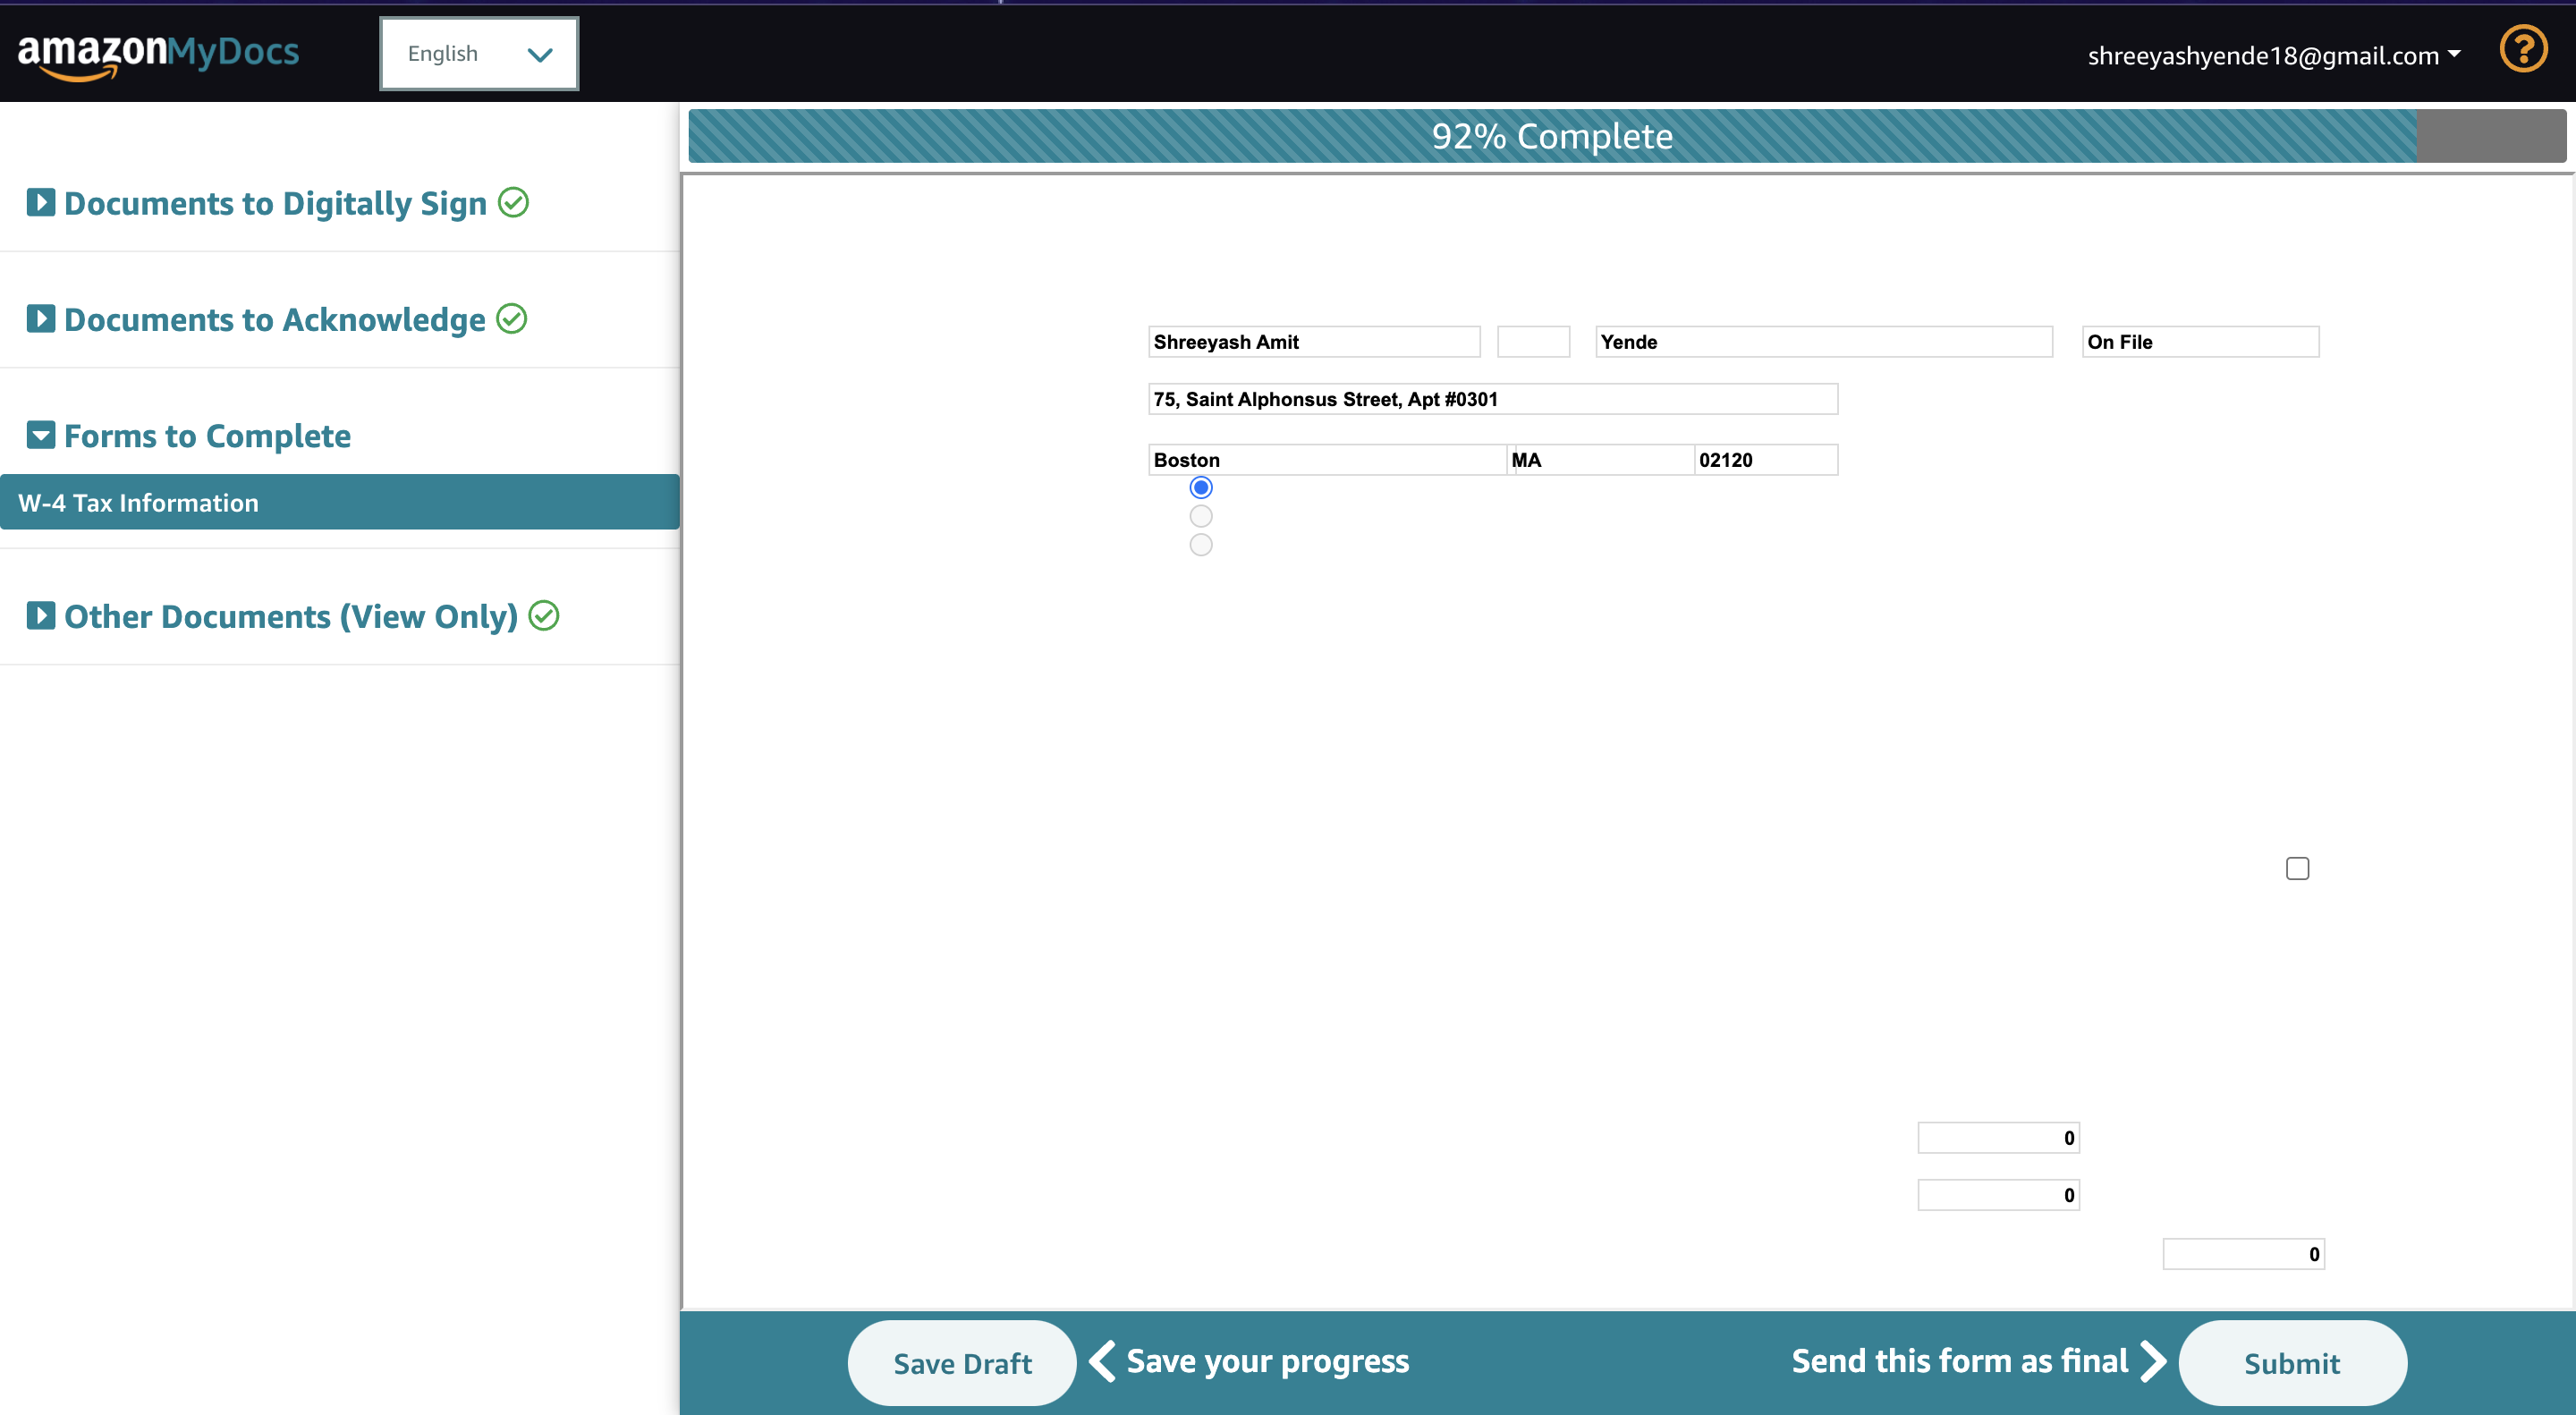 amazonMyDocs
English
shreeyashyende18@gmail.com
?
92% Complete
Documents to Digitally Sign
Documents to Acknowledge
Forms to Complete
W-4 Tax Information
Other Documents (View Only)
Shreeyash Amit Yende On File
75, Saint Alphonsus Street, Apt #0301
Boston MA 02120
0
0
0
Save Draft Save your progress Send this form as final Submit